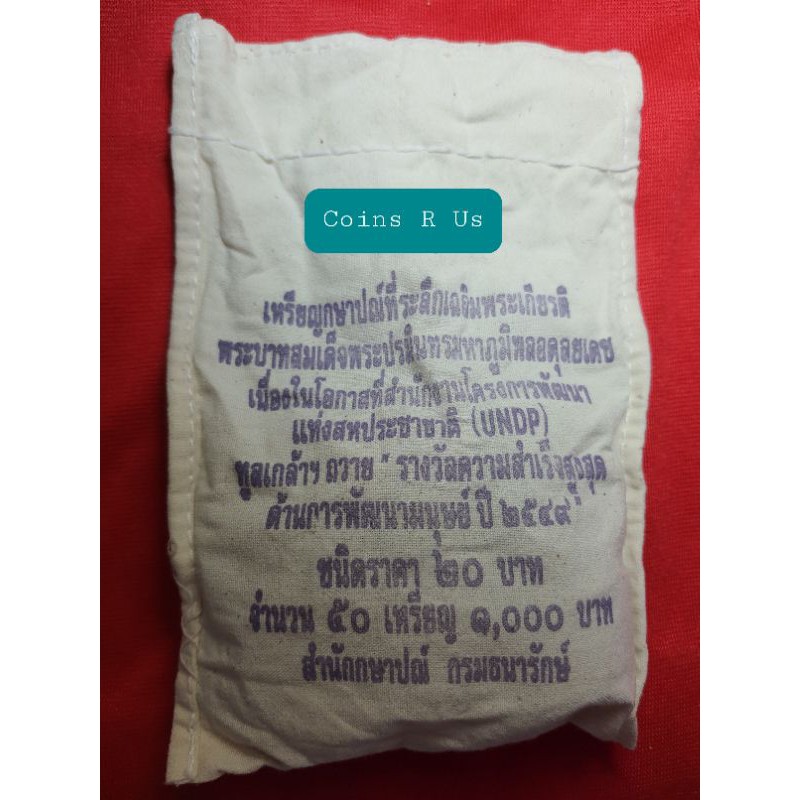 Coins R Us
เหรียญกษาปณ์ที่ระลึกเฉลิมพระเกียรติ
พระบาทสมเด็จพระปรมินทรมหาภูมิพลอดุลยเดช
เนื่องในโอกาสที่สำนักงานโครงการพัฒนา
แห่งสหประชาชาติ (UNDP)
ทูลเกล้าฯ ถวาย "รางวัลความสำเร็จสูงสุด
ด้านการพัฒนามนุษย์ ปี ๒๕๔๙"
ชนิดราคา ๒๐ บาท
จำนวน ๕๐ เหรียญ ๑,๐๐๐ บาท
สำนักกษาปณ์ กรมธนารักษ์